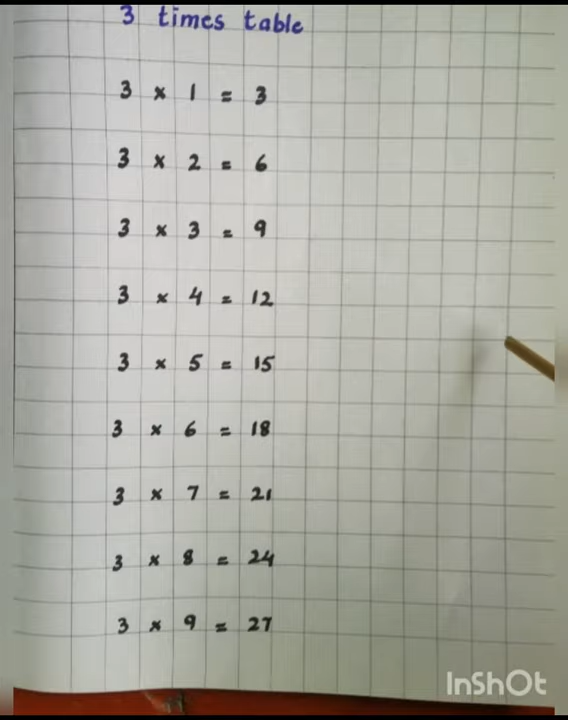 3 times table
3 × 1 = 3
3 × 2 = 6
3 × 3 = 9
3 × 4 = 12
3 × 5 = 15
3 × 6 = 18
3 × 7 = 21
3 × 8 = 24
3 × 9 = 27
InShOt